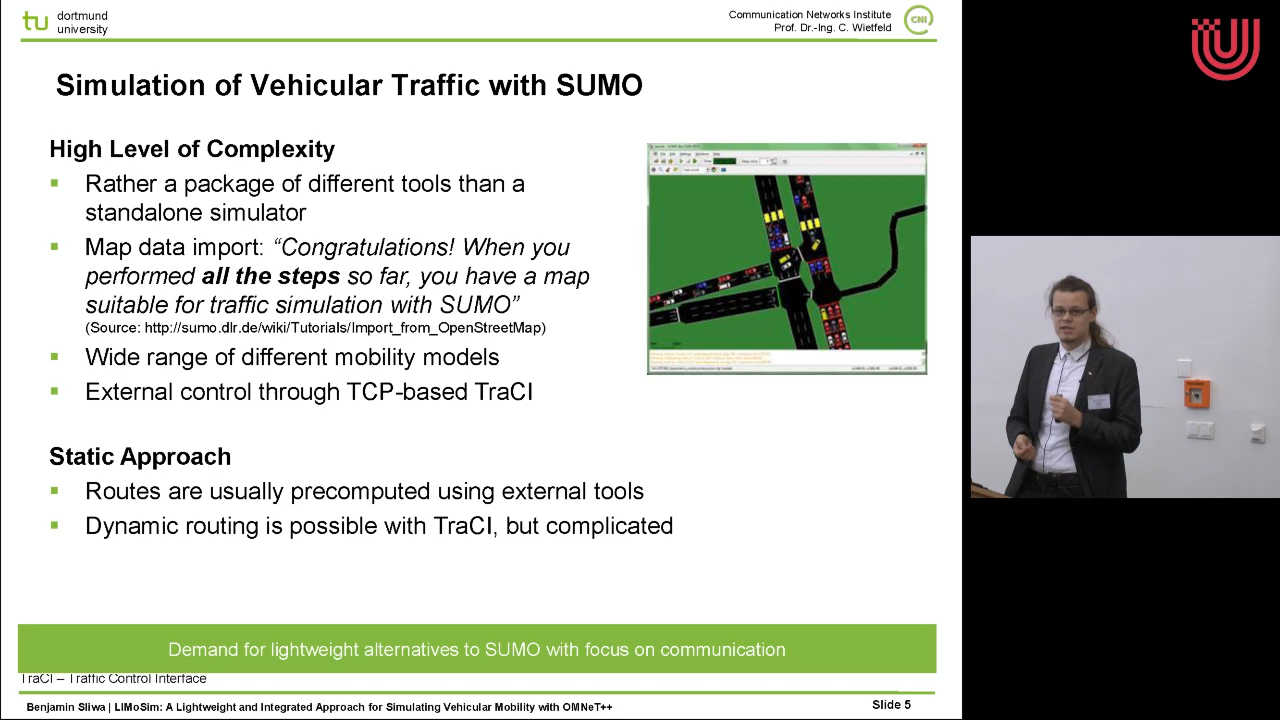 tu dortmund
university
Communication Networks Institute
Prof. Dr.-Ing. C. Wietfeld
CNI
Simulation of Vehicular Traffic with SUMO
High Level of Complexity
Rather a package of different tools than a
standalone simulator
Map data import: “Congratulations! When you
performed all the steps so far, you have a map
suitable for traffic simulation with SUMO”
(Source: http://sumo.dlr.de/wiki/Tutorials/Import_from_OpenStreetMap)
Wide range of different mobility models
External control through TCP-based TraCI
Static Approach
Routes are usually precomputed using external tools
Dynamic routing is possible with TraCI, but complicated
Demand for lightweight alternatives to SUMO with focus on communication
TraCI – Traffic Control Interface
Benjamin Sliwa | LIMoSim: A Lightweight and Integrated Approach for Simulating Vehicular Mobility with OMNeT++
Slide 5